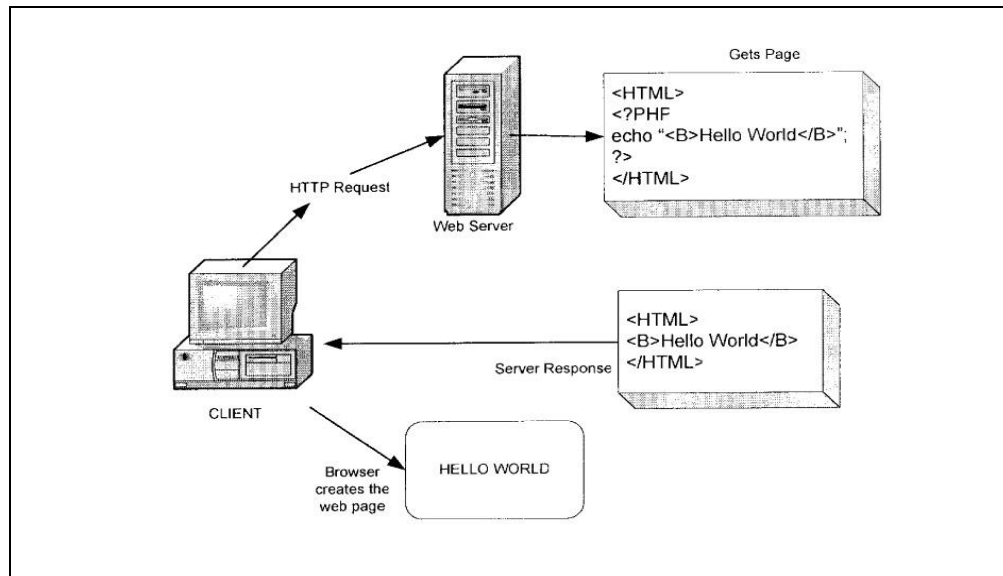 Gets Page
<HTML>
<?PHF
echo “<B>Hello World</B>”;
?>
</HTML>
HTTP Request
Web Server
<HTML>
<B>Hello World</B>
</HTML>
Server Response
CLIENT
HELLO WORLD
Browser
creates the
web page